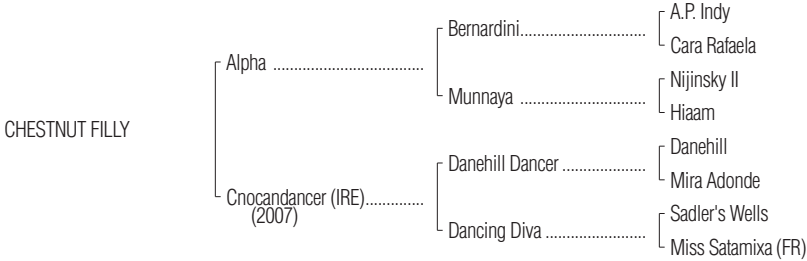 A.P. Indy
Bernardini..............................
Cara Rafaela
Alpha ....................................
Nijinsky II
Munnaya ..............................
Hiaam
CHESTNUT FILLY
Danehill
Danehill Dancer ....................
Mira Adonde
Cnocandancer (IRE)..............
(2007)
Sadler's Wells
Dancing Diva .........................
Miss Satamixa (FR)